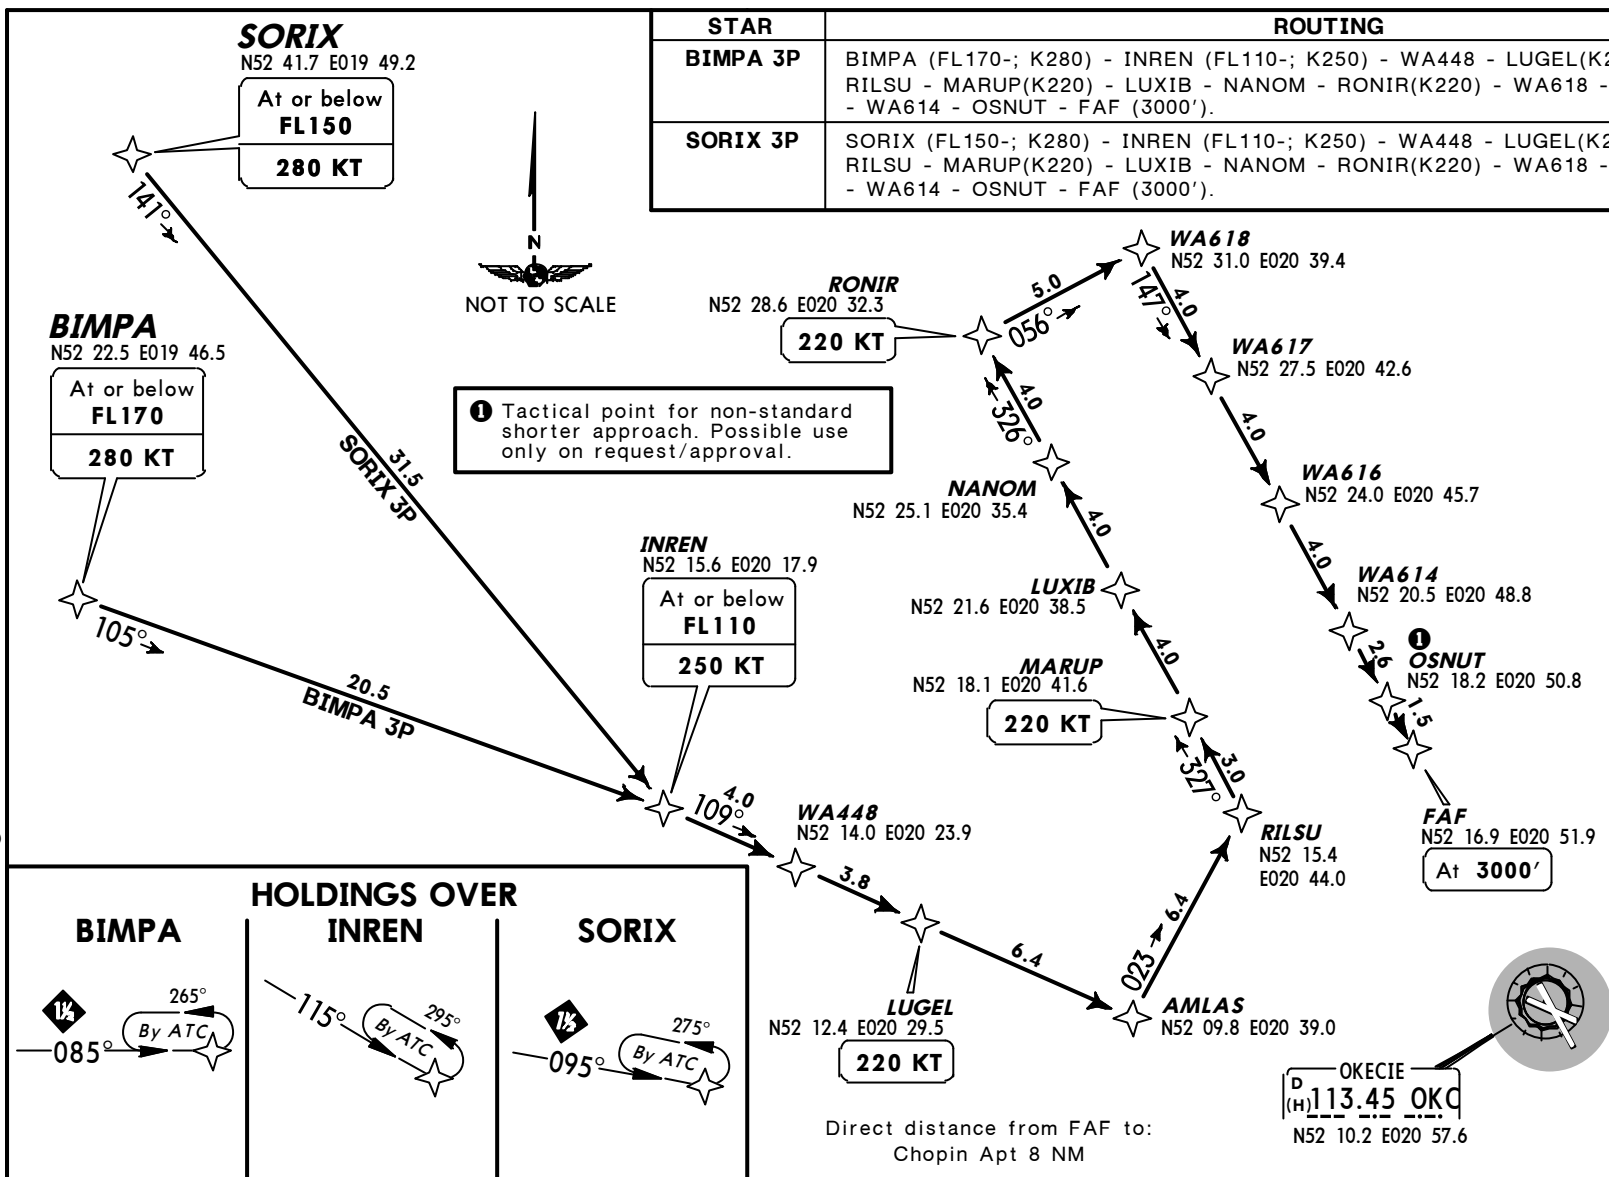 SORIX
N52 41.7 E019 49.2
At or below
FL150
280 KT
141°
STAR
ROUTING
BIMPA 3P
BIMPA (FL170-; K280) - INREN (FL110-; K250) - WA448 - LUGEL(K2
RILSU - MARUP(K220) - LUXIB - NANOM - RONIR(K220) - WA618 -
- WA614 - OSNUT - FAF (3000').
SORIX 3P
SORIX (FL150-; K280) - INREN (FL110-; K250) - WA448 - LUGEL(K2
RILSU - MARUP(K220) - LUXIB - NANOM - RONIR(K220) - WA618 -
- WA614 - OSNUT - FAF (3000').
N
NOT TO SCALE
BIMPA
N52 22.5 E019 46.5
At or below
FL170
280 KT
105°
31.5
SORIX 3P
20.5
BIMPA 3P
1 Tactical point for non-standard
shorter approach. Possible use
only on request/approval.
RONIR
N52 28.6 E020 32.3
220 KT
5.0
056°
WA618
N52 31.0 E020 39.4
147°
4.0
WA617
N52 27.5 E020 42.6
4.0
WA616
N52 24.0 E020 45.7
4.0
WA614
N52 20.5 E020 48.8
2.6
1
OSNUT
N52 18.2 E020 50.8
1.5
FAF
N52 16.9 E020 51.9
At 3000'
4.0
326°
NANOM
N52 25.1 E020 35.4
4.0
LUXIB
N52 21.6 E020 38.5
4.0
MARUP
N52 18.1 E020 41.6
220 KT
327°
3.0
RILSU
N52 15.4
E020 44.0
INREN
N52 15.6 E020 17.9
At or below
FL110
250 KT
4.0
109°
WA448
N52 14.0 E020 23.9
3.8
LUGEL
N52 12.4 E020 29.5
220 KT
6.4
AMLAS
N52 09.8 E020 39.0
023
6.4
HOLDINGS OVER
BIMPA
1½
265°
By ATC
085°
INREN
115°
295°
By ATC
SORIX
1½
275°
By ATC
095°
OKECIE
D
(H) 113.45 OKC
N52 10.2 E020 57.6
Direct distance from FAF to:
Chopin Apt 8 NM